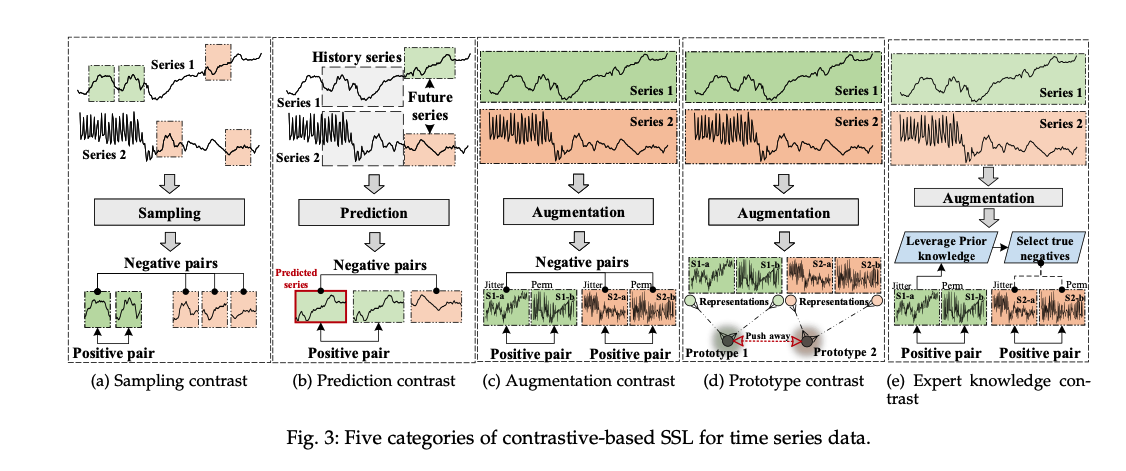 Series 1
Series 2
Sampling
Negative pairs
Positive pair
(a) Sampling contrast
History series
Series 1
Future
series
Series 2
Prediction
Negative pairs
Predicted
series
Positive pair
(b) Prediction contrast
Series 1
Series 2
Augmentation
Negative pairs
Jitter Perm Jitter Perm
S1-a S1-b S2-a S2-b
Positive pair Positive pair
(c) Augmentation contrast
Series 1
Series 2
Augmentation
S1-a S1-b S2-a S2-b
Representations Representations
Push away
Prototype 1 Prototype 2
(d) Prototype contrast
Series 1
Series 2
Augmentation
Leverage Prior
knowledge
Select true
negatives
Jitter Perm Jitter Perm
S1-a S1-b S2-a S2-b
Positive pair Positive pair
(e) Expert knowledge con-
trast
Fig. 3: Five categories of contrastive-based SSL for time series data.